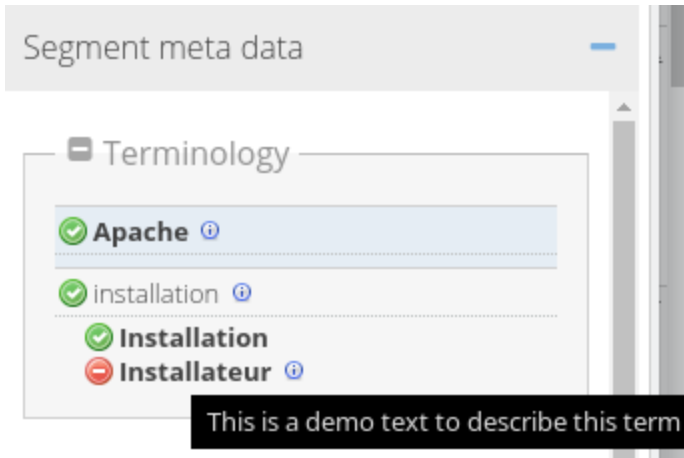 Segment meta data
Terminology
Apache
installation
Installation
Installateur
This is a demo text to describe this term